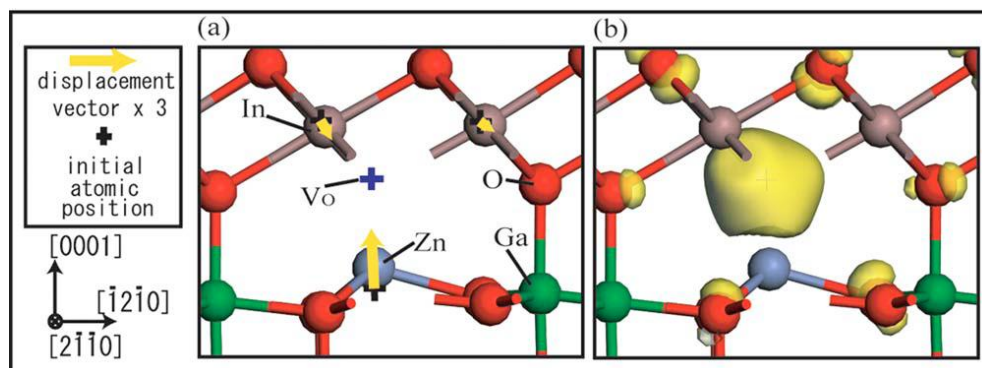 displacement
vector x 3
initial
atomic
position
[0001]
[1̄21̄0]
[21̄1̄0]
(a)
In
Vo
O
Zn
Ga
(b)